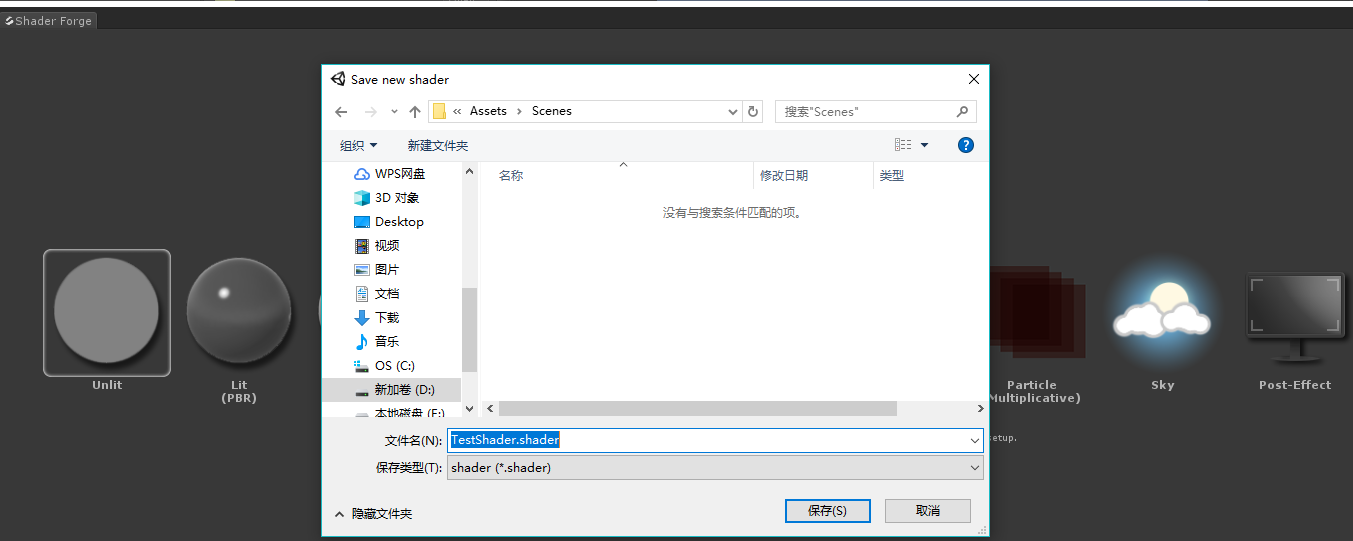 Shader Forge
Save new shader
« Assets › Scenes
搜索"Scenes"
组织
新建文件夹
WPS网盘
3D 对象
Desktop
视频
图片
文档
下载
音乐
OS (C:)
新加卷 (D:)
本地磁盘 (E:)
名称
修改日期
类型
没有与搜索条件匹配的项。
Unlit
Lit
(PBR)
Particle
Multiplicative)
Sky
Post-Effect
setup.
文件名(N):
TestShader.shader
保存类型(T):
shader (*.shader)
隐藏文件夹
保存(S)
取消